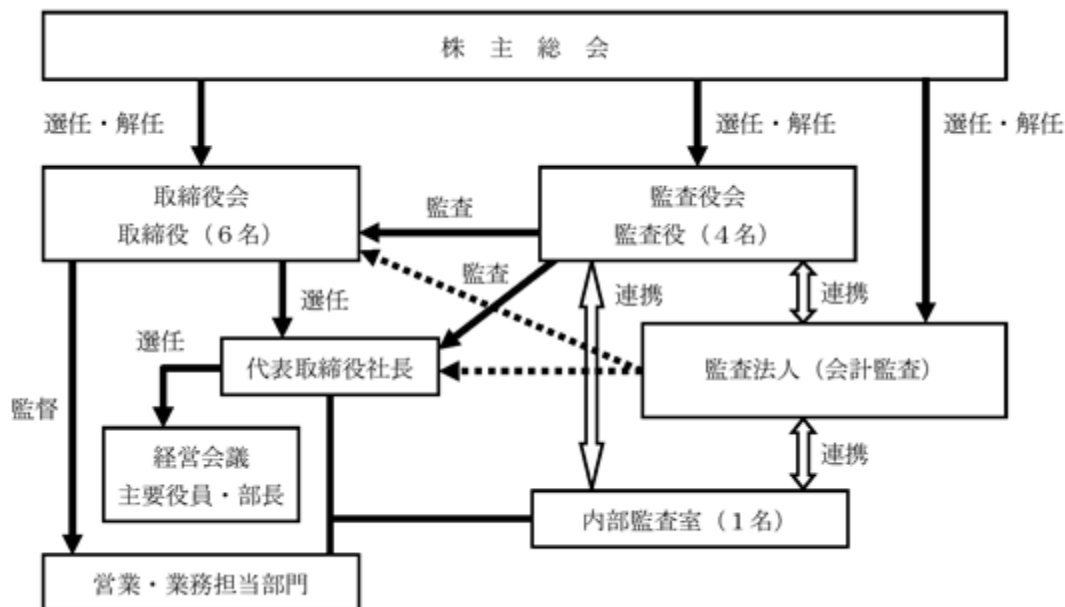 株 主 総 会
選任・解任
選任・解任
選任・解任
取締役会
取締役（６名）
監査
監査役会
監査役（４名）
監査
選任
連携
連携
選任
代表取締役社長
監査法人（会計監査）
監督
経営会議
主要役員・部長
連携
内部監査室（１名）
営業・業務担当部門